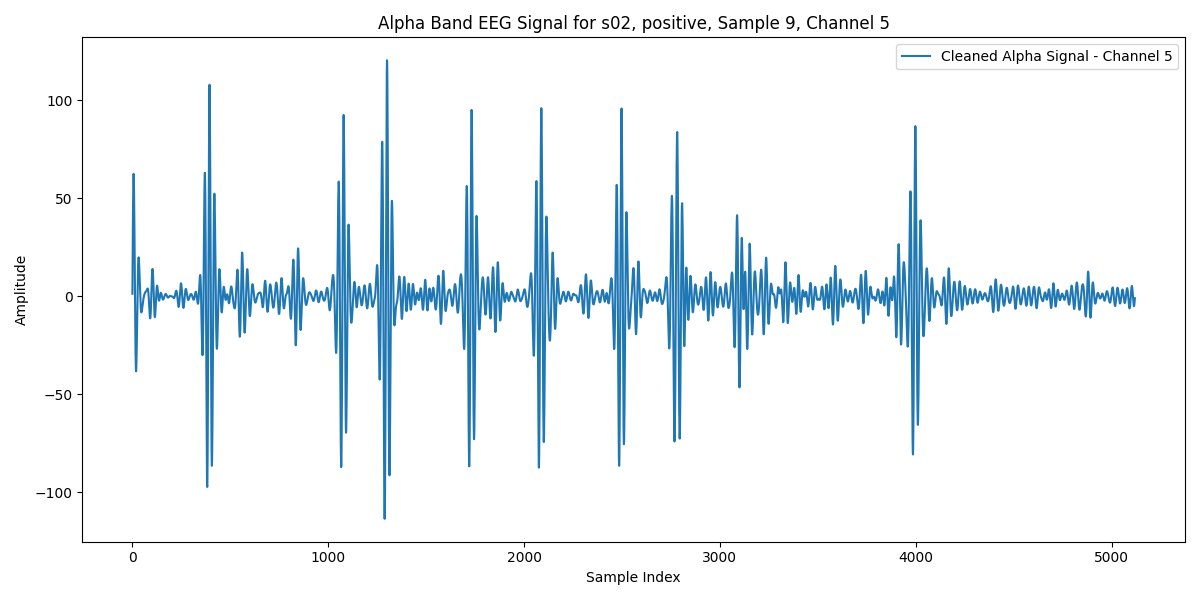 Alpha Band EEG Signal for s02, positive, Sample 9, Channel 5
Cleaned Alpha Signal - Channel 5
Amplitude
100
50
0
−50
−100
0 1000 2000 3000 4000 5000
Sample Index